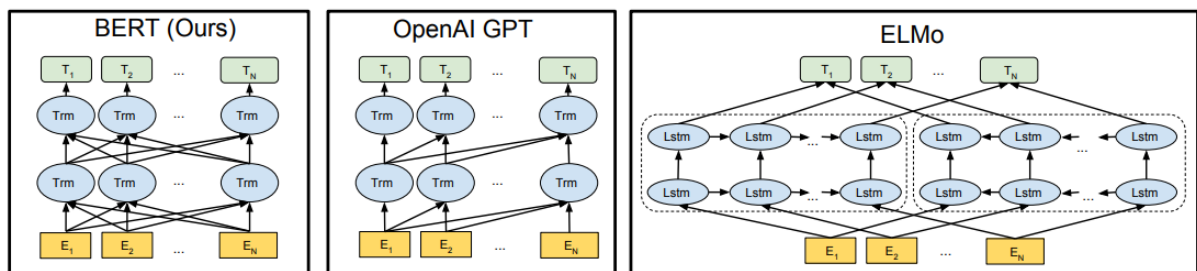 BERT (Ours)
T1 T2 ... TN
Trm Trm ... Trm
Trm Trm ... Trm
E1 E2 ... EN
OpenAI GPT
T1 T2 ... TN
Trm Trm ... Trm
Trm Trm ... Trm
E1 E2 ... EN
ELMo
T1 T2 ... TN
Lstm Lstm ... Lstm Lstm Lstm ... Lstm
Lstm Lstm ... Lstm Lstm Lstm ... Lstm
E1 E2 ... EN